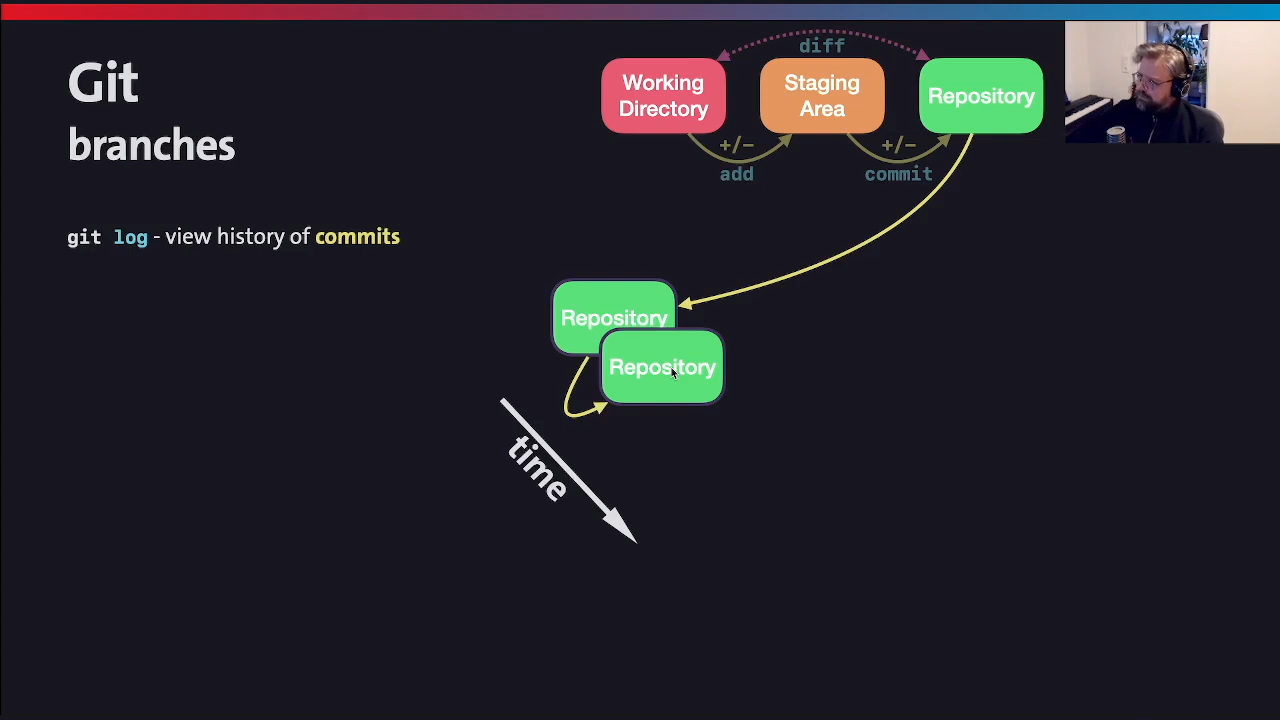 Git
branches
git log - view history of commits
diff
Working
Directory
Staging
Area
Repository
+/−
+/−
add
commit
Repository
Repository
time